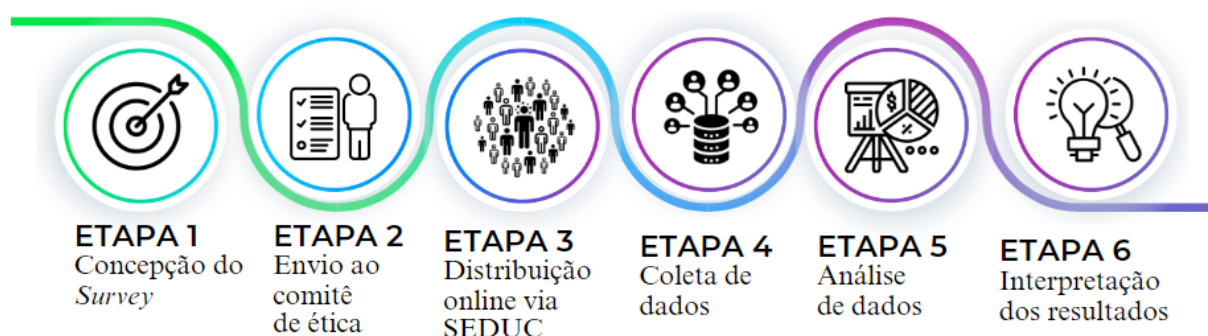 ETAPA 1
Concepção do
Survey
ETAPA 2
Envio ao
comitê
de ética
ETAPA 3
Distribuição
online via
SEDUC
ETAPA 4
Coleta de
dados
ETAPA 5
Análise
de dados
ETAPA 6
Interpretação
dos resultados